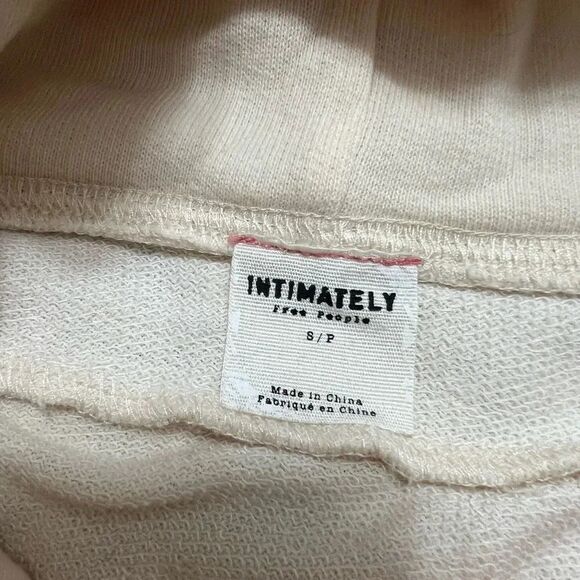 INTIMATELY
Free People
S/P
Made in China
Fabriqué en Chine